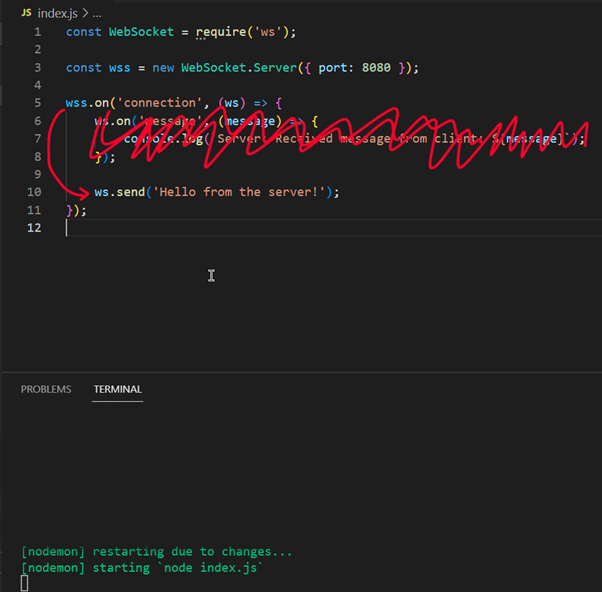 JS index.js > ...
1 const WebSocket = require('ws');
2
3 const wss = new WebSocket.Server({ port: 8080 });
4
5 wss.on('connection', (ws) => {
6 ws.on('message', (message) => {
7 console.log(`Server: Received message from client: ${message}`);
8 });
9
10 ws.send('Hello from the server!');
11 });
12
PROBLEMS TERMINAL
[nodemon] restarting due to changes...
[nodemon] starting `node index.js`